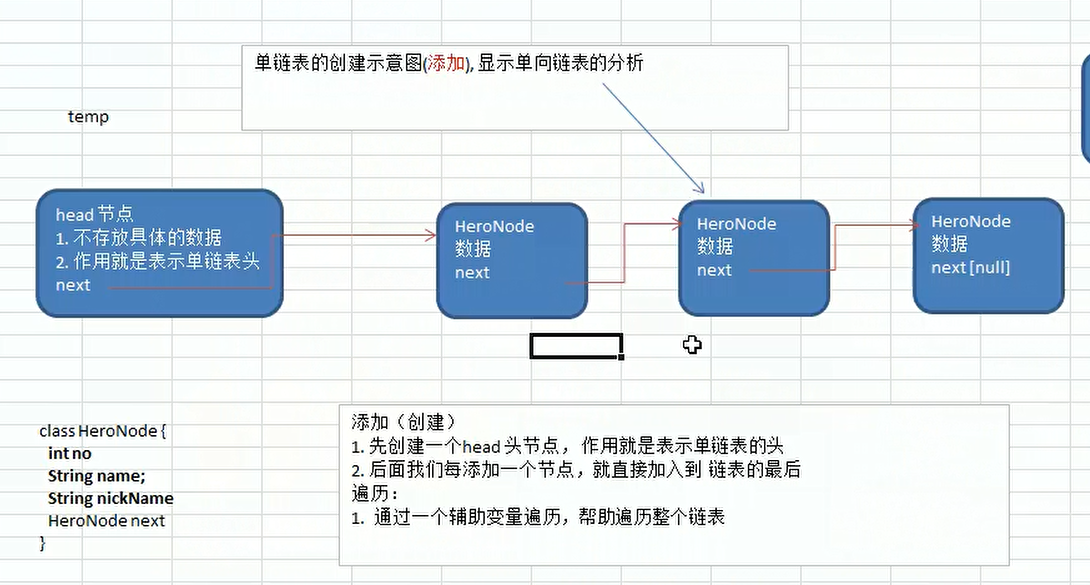 单链表的创建示意图(添加), 显示单向链表的分析
temp
head 节点
1. 不存放具体的数据
2. 作用就是表示单链表头
next
HeroNode
数据
next
HeroNode
数据
next
HeroNode
数据
next [null]
class HeroNode {
int no
String name;
String nickName
HeroNode next
}
添加（创建）
1. 先创建一个head 头节点， 作用就是表示单链表的头
2. 后面我们每添加一个节点，就直接加入到 链表的最后
遍历：
1. 通过一个辅助变量遍历，帮助遍历整个链表